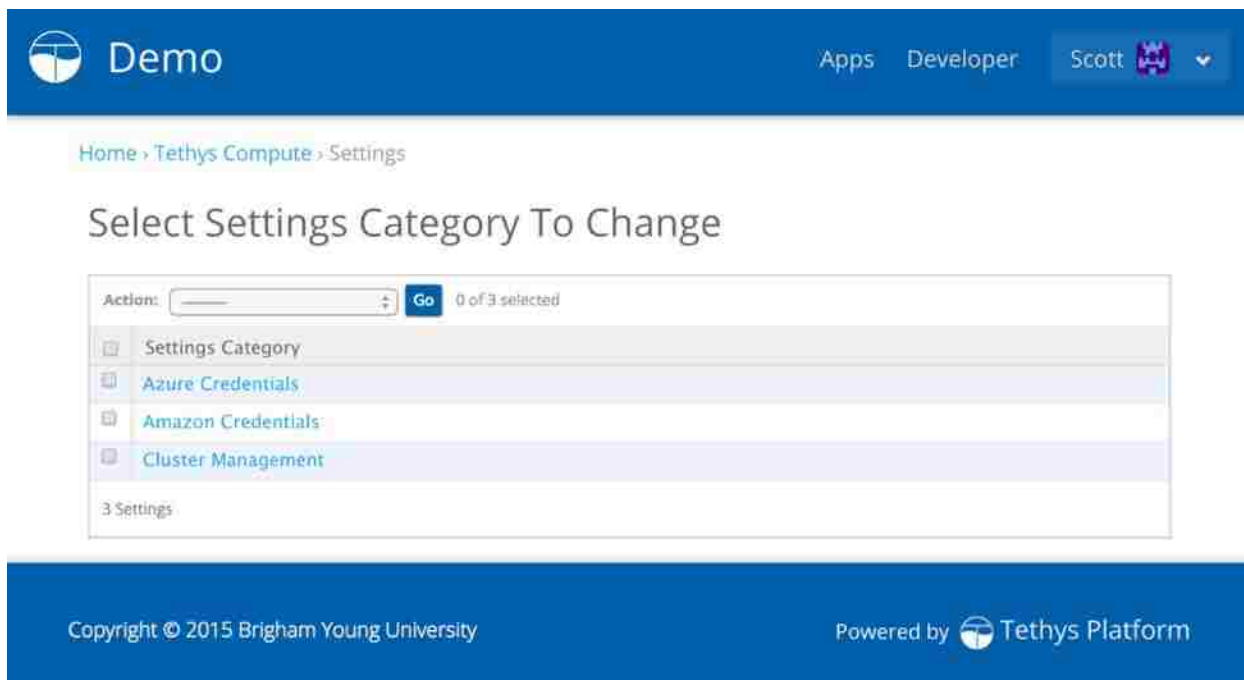 Demo
Apps Developer Scott
Home › Tethys Compute › Settings
Select Settings Category To Change
Action: Go 0 of 3 selected
Settings Category
Azure Credentials
Amazon Credentials
Cluster Management
3 Settings
Copyright © 2015 Brigham Young University
Powered by Tethys Platform